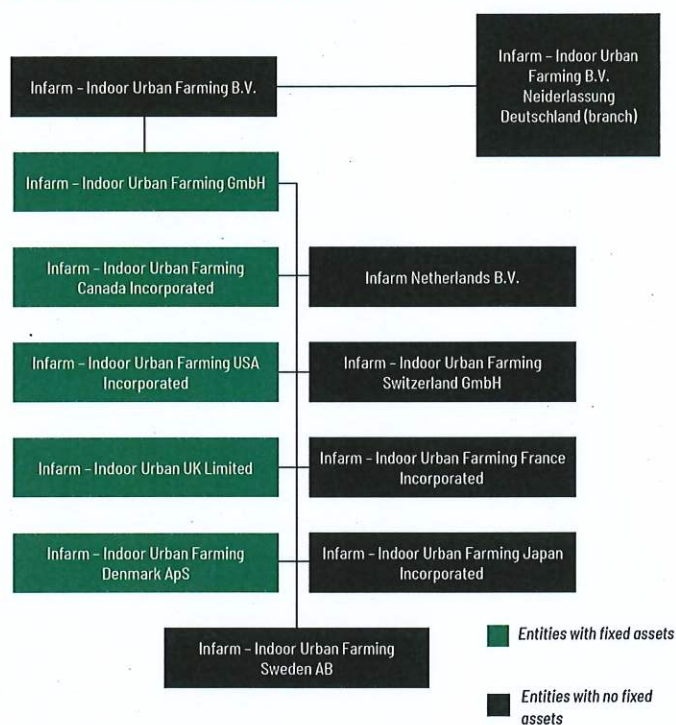 Infarm – Indoor Urban Farming B.V.
Infarm – Indoor Urban
Farming B.V.
Neiderlassung
Deutschland (branch)
Infarm – Indoor Urban Farming GmbH
Infarm – Indoor Urban Farming
Canada Incorporated
Infarm Netherlands B.V.
Infarm – Indoor Urban Farming USA
Incorporated
Infarm – Indoor Urban Farming
Switzerland GmbH
Infarm – Indoor Urban UK Limited
Infarm – Indoor Urban Farming France
Incorporated
Infarm – Indoor Urban Farming
Denmark ApS
Infarm – Indoor Urban Farming Japan
Incorporated
Infarm – Indoor Urban Farming
Sweden AB
Entities with fixed assets
Entities with no fixed
assets